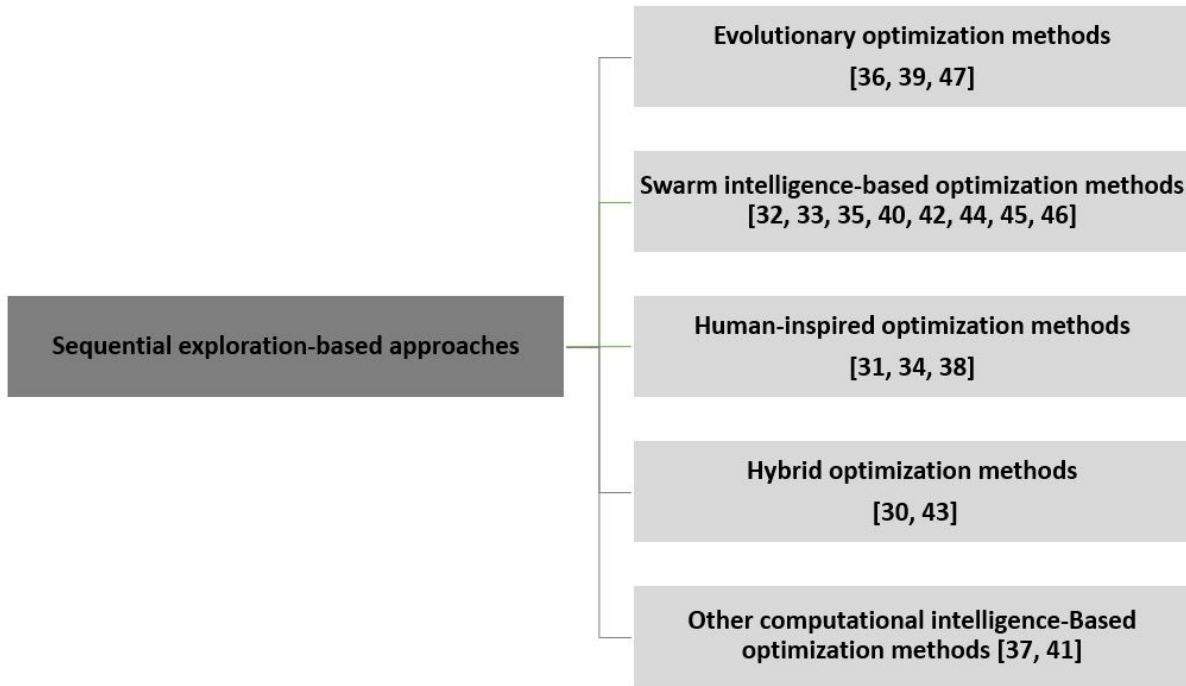 Evolutionary optimization methods
[36, 39, 47]
Swarm intelligence-based optimization methods
[32, 33, 35, 40, 42, 44, 45, 46]
Sequential exploration-based approaches
Human-inspired optimization methods
[31, 34, 38]
Hybrid optimization methods
[30, 43]
Other computational intelligence-Based
optimization methods [37, 41]